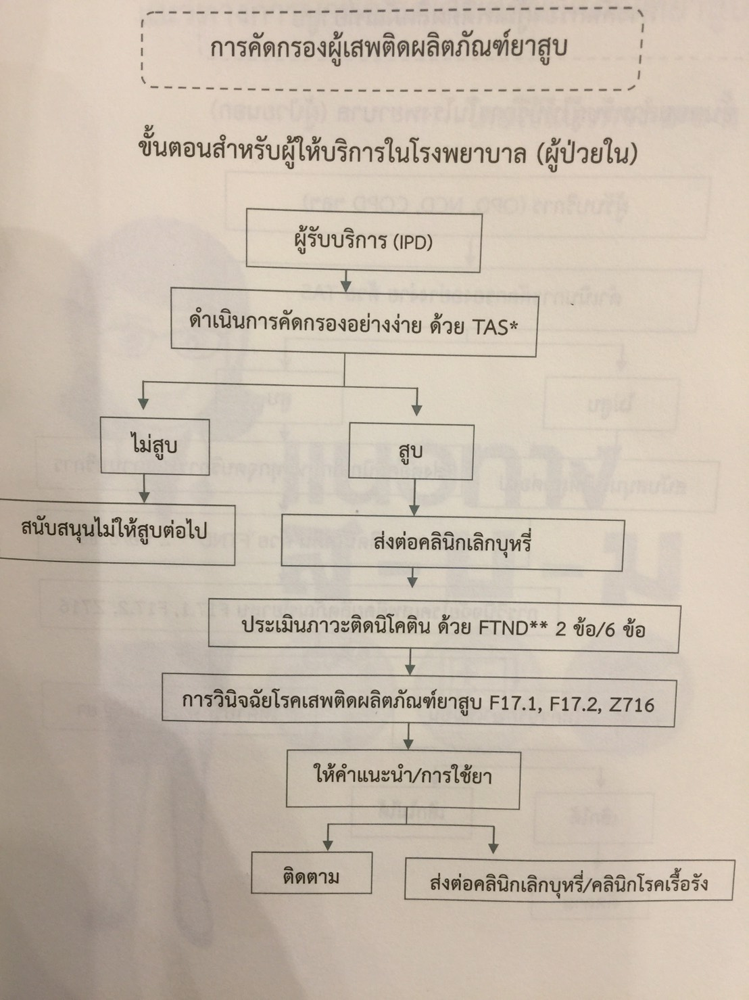 การคัดกรองผู้เสพติดผลิตภัณฑ์ยาสูบ
ขั้นตอนสำหรับผู้ให้บริการในโรงพยาบาล (ผู้ป่วยใน)
ผู้รับบริการ (IPD)
ดำเนินการคัดกรองอย่างง่าย ด้วย TAS*
ไม่สูบ
สูบ
สนับสนุนไม่ให้สูบต่อไป
ส่งต่อคลินิกเลิกบุหรี่
ประเมินภาวะติดนิโคติน ด้วย FTND** 2 ข้อ/6 ข้อ
การวินิจฉัยโรคเสพติดผลิตภัณฑ์ยาสูบ F17.1, F17.2, Z716
ให้คำแนะนำ/การใช้ยา
ติดตาม
ส่งต่อคลินิกเลิกบุหรี่/คลินิกโรคเรื้อรัง